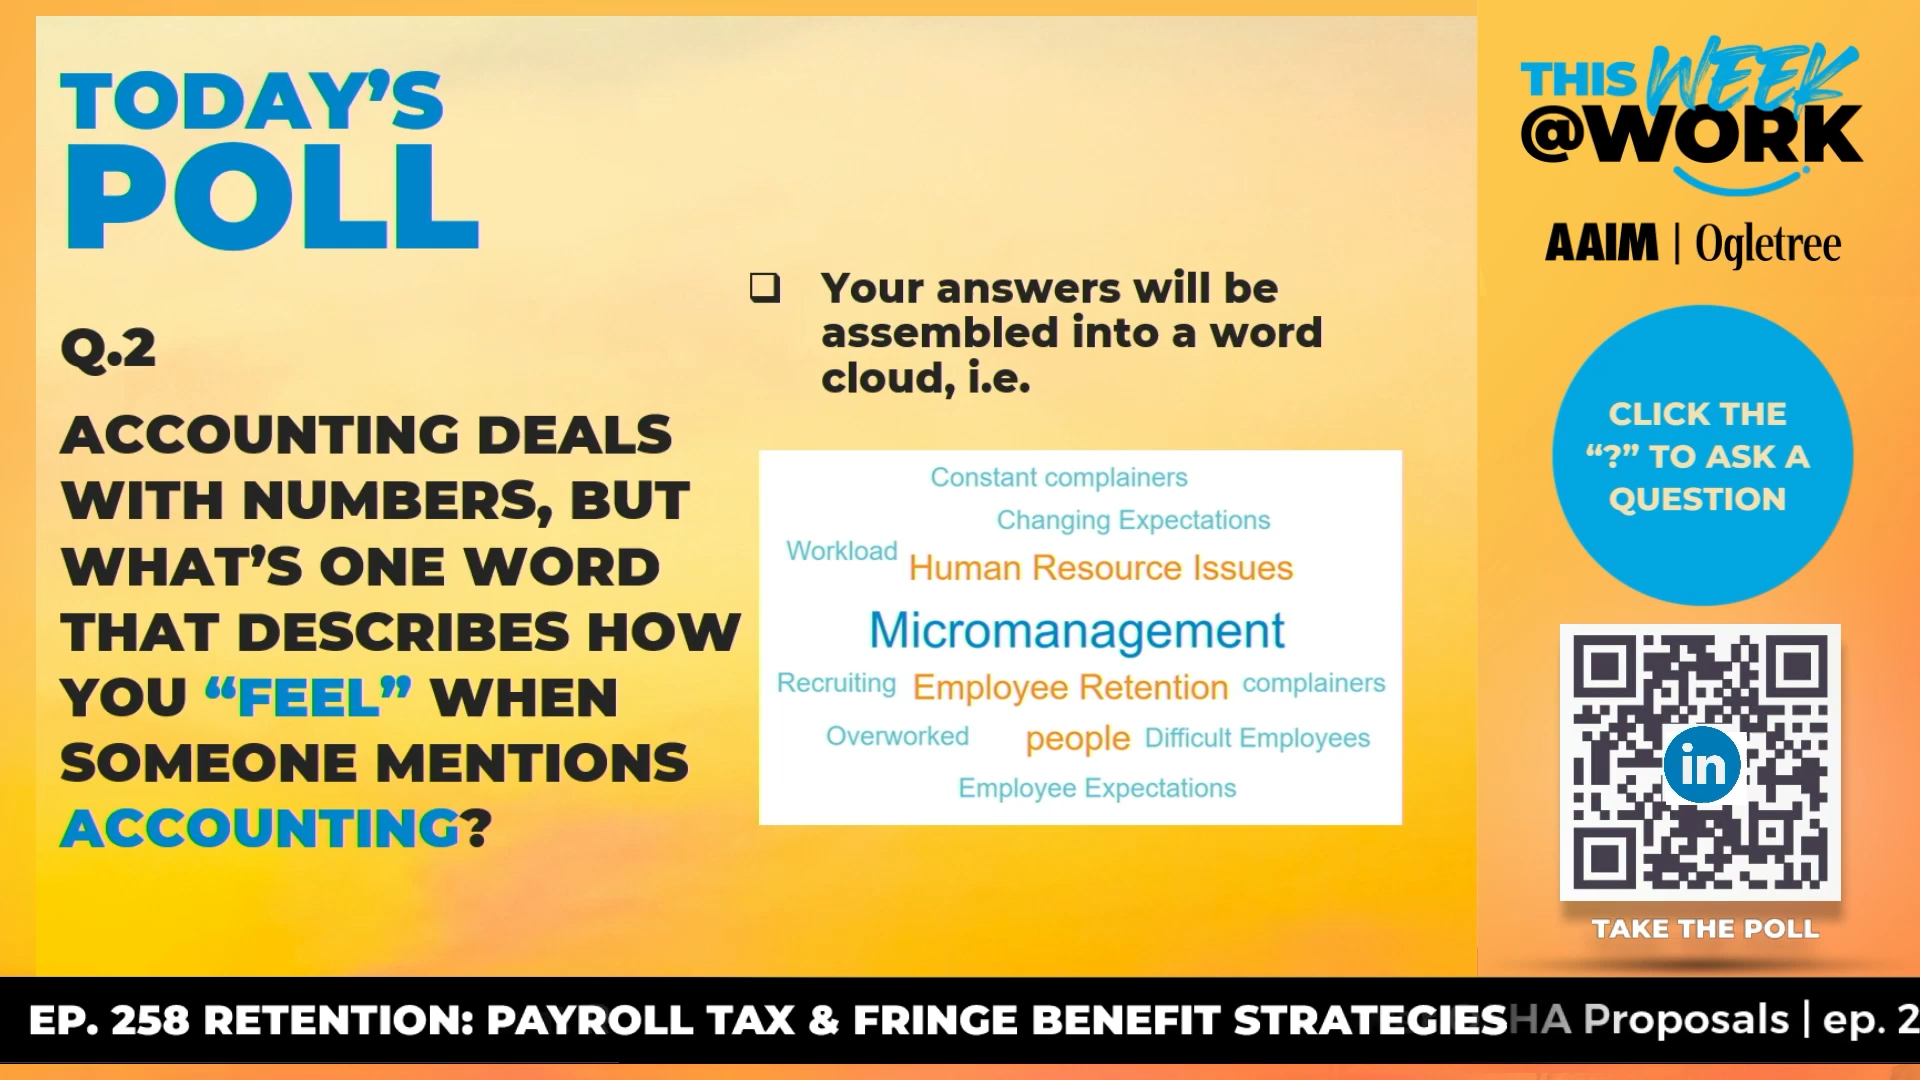 TODAY'S
POLL
Q.2
ACCOUNTING DEALS
WITH NUMBERS, BUT
WHAT'S ONE WORD
THAT DESCRIBES HOW
YOU “FEEL” WHEN
SOMEONE MENTIONS
ACCOUNTING?
❑ Your answers will be
assembled into a word
cloud, i.e.
Constant complainers
Changing Expectations
Workload
Human Resource Issues
Micromanagement
Recruiting
Employee Retention
complainers
Overworked
people
Difficult Employees
Employee Expectations
THIS WEEK
@WORK
AAIM | Ogletree
CLICK THE
“?” TO ASK A
QUESTION
in
TAKE THE POLL
EP. 258 RETENTION: PAYROLL TAX & FRINGE BENEFIT STRATEGIES Proposals | ep. 2